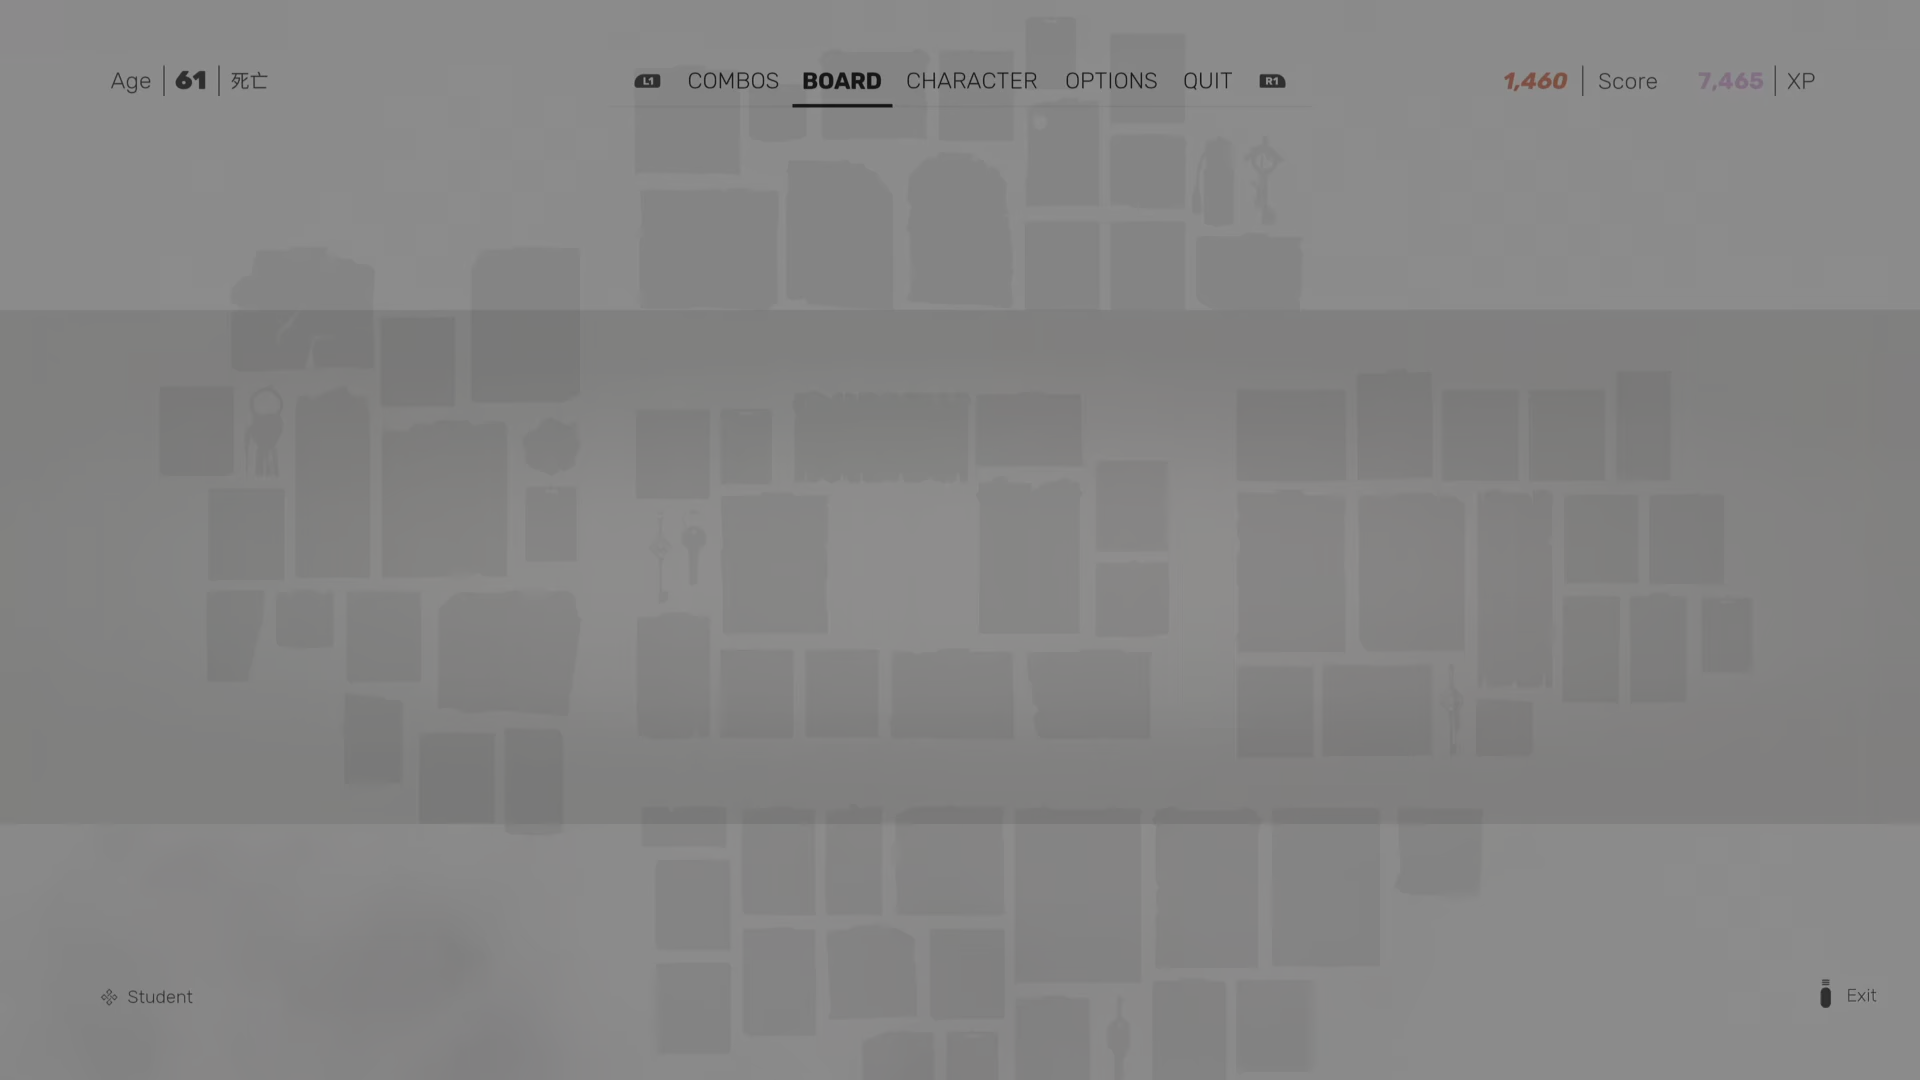 Age 61 死亡
L1 COMBOS BOARD CHARACTER OPTIONS QUIT R1
1,460 Score 7,465 XP
Student
Exit